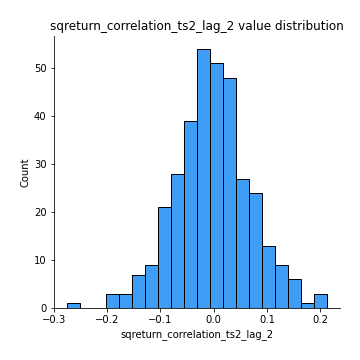 sqreturn_correlation_ts2_lag_2 value distribution
Count
50
40
30
20
10
0
−0.3 −0.2 −0.1 0.0 0.1 0.2
sqreturn_correlation_ts2_lag_2